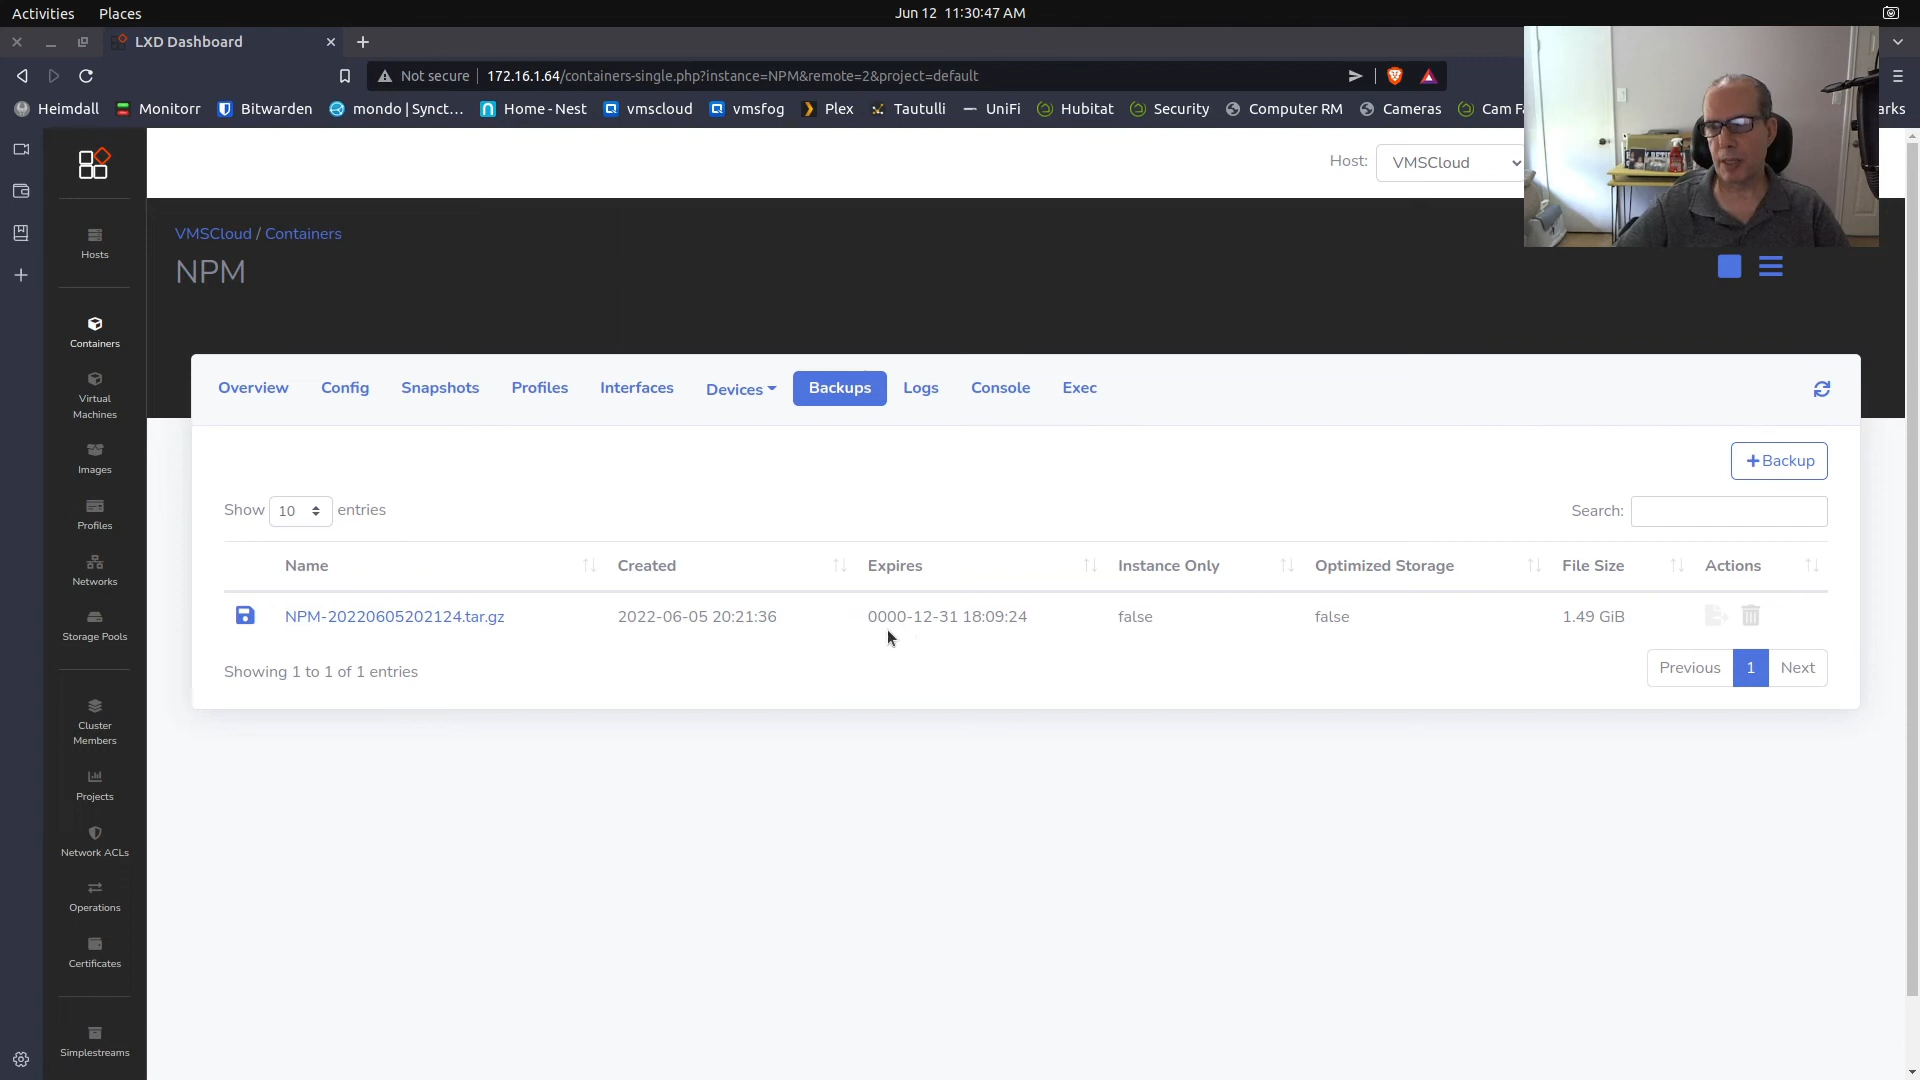 Activities Places Jun 12 11:30:47 AM
LXD Dashboard
Not secure 172.16.1.64/containers-single.php?instance=NPM&remote=2&project=default
Heimdall Monitorr Bitwarden mondo | Synct... Home - Nest vmscloud vmsfog Plex Tautulli UniFi Hubitat Security Computer RM Cameras Cam Fa arks
Host: VMSCloud
VMSCloud / Containers
NPM
Hosts
Containers
Virtual
Machines
Images
Profiles
Networks
Storage Pools
Cluster
Members
Projects
Network ACLs
Operations
Certificates
Simplestreams
Overview Config Snapshots Profiles Interfaces Devices Backups Logs Console Exec
+Backup
Show 10 entries Search:
Name Created Expires Instance Only Optimized Storage File Size Actions
NPM-20220605202124.tar.gz 2022-06-05 20:21:36 0000-12-31 18:09:24 false false 1.49 GiB
Showing 1 to 1 of 1 entries Previous 1 Next